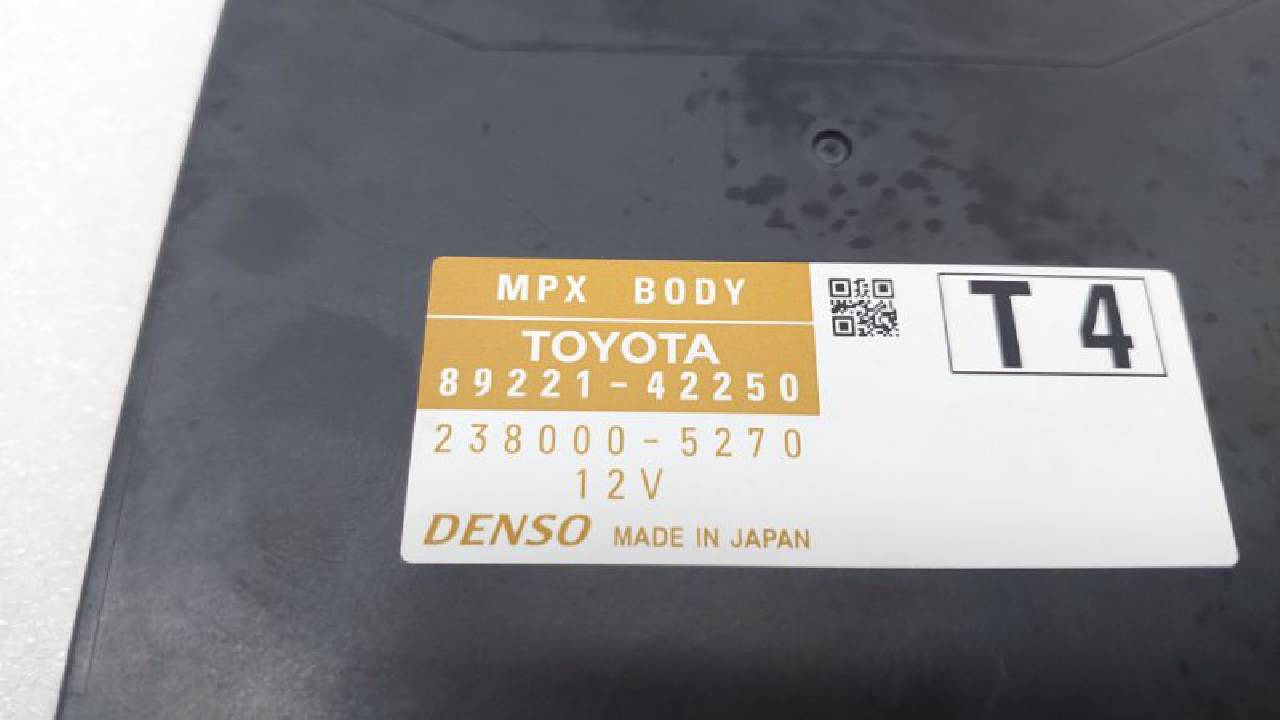 MPX BODY
TOYOTA
89221-42250
238000-5270
12V
DENSO MADE IN JAPAN
T 4